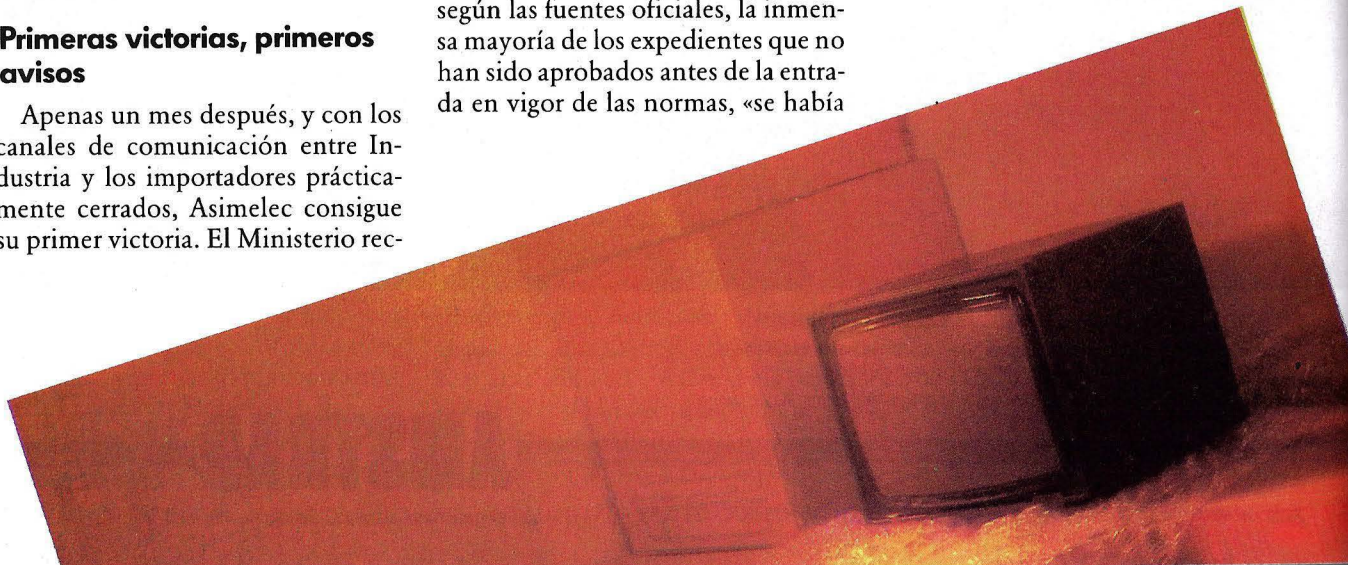 Primeras victorias, primeros
avisos
Apenas un mes después, y con los
canales de comunicación entre In-
dustria y los importadores práctica-
mente cerrados, Asimelec consigue
su primer victoria. El Ministerio rec-
según las fuentes oficiales, la inmen-
sa mayoría de los expedientes que no
han sido aprobados antes de la entra-
da en vigor de las normas, «se había